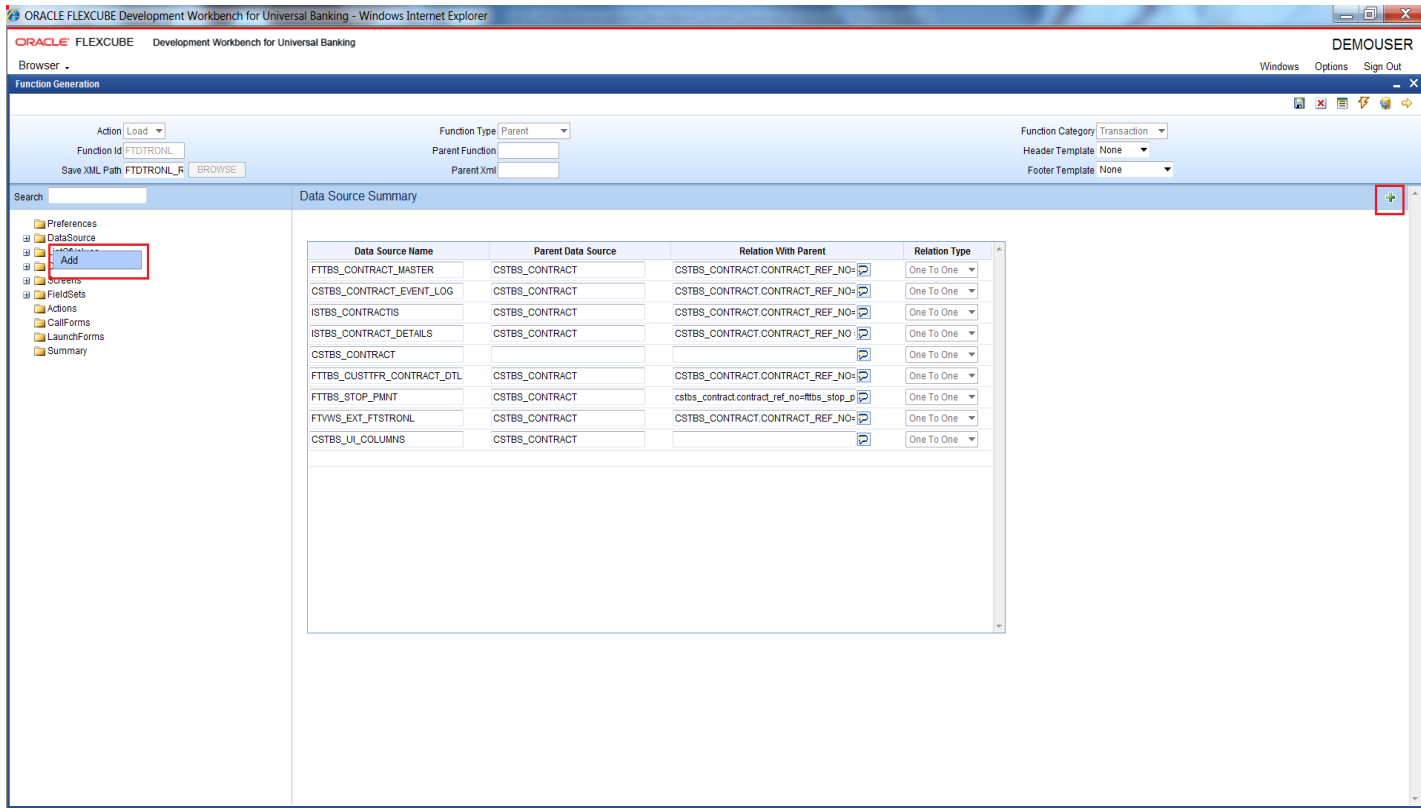 ORACLE FLEXCUBE Development Workbench for Universal Banking - Windows Internet Explorer
ORACLE FLEXCUBE Development Workbench for Universal Banking
DEMOUSER
Browser
Windows Options Sign Out
Function Generation
Action Load
Function Type Parent
Function Category Transaction
Function Id FTDTRONL
Parent Function
Header Template None
Save XML Path FTDTRONL_R BROWSE
Parent Xml
Footer Template None
Search
Data Source Summary
Preferences
DataSource
Add
Screens
FieldSets
Actions
CallForms
LaunchForms
Summary
Data Source Name Parent Data Source Relation With Parent Relation Type
FTTBS_CONTRACT_MASTER CSTBS_CONTRACT CSTBS_CONTRACT.CONTRACT_REF_NO= One To One
CSTBS_CONTRACT_EVENT_LOG CSTBS_CONTRACT CSTBS_CONTRACT.CONTRACT_REF_NO= One To One
ISTBS_CONTRACTIS CSTBS_CONTRACT CSTBS_CONTRACT.CONTRACT_REF_NO= One To One
ISTBS_CONTRACT_DETAILS CSTBS_CONTRACT CSTBS_CONTRACT.CONTRACT_REF_NO One To One
CSTBS_CONTRACT One To One
FTTBS_CUSTTFR_CONTRACT_DTL CSTBS_CONTRACT CSTBS_CONTRACT.CONTRACT_REF_NO= One To One
FTTBS_STOP_PMNT CSTBS_CONTRACT cstbs_contract.contract_ref_no=fttbs_stop_p One To One
FTVWS_EXT_FTSTRONL CSTBS_CONTRACT CSTBS_CONTRACT.CONTRACT_REF_NO= One To One
CSTBS_UI_COLUMNS CSTBS_CONTRACT One To One